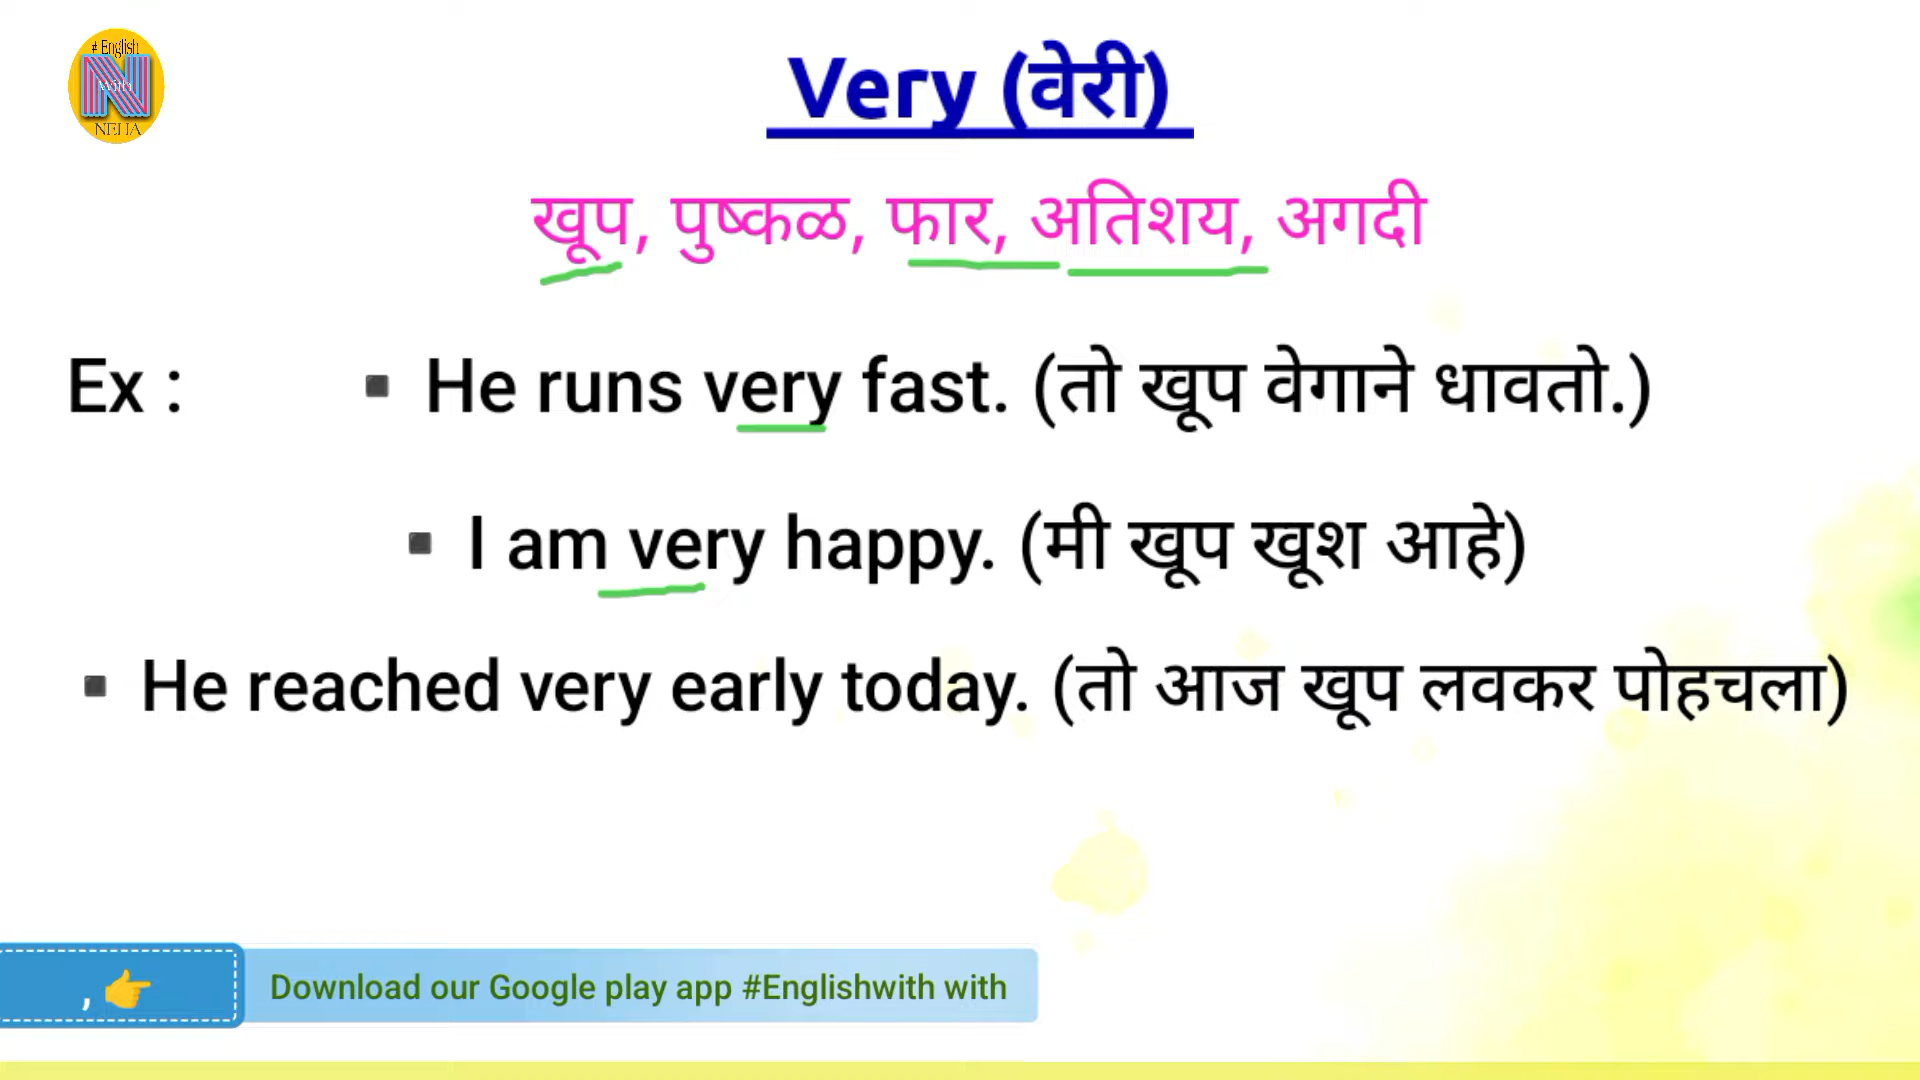 # English
With
NEHA
Very (वेरी)
खूप, पुष्कळ, फार, अतिशय, अगदी
Ex : ▪ He runs very fast. (तो खूप वेगाने धावतो.)
▪ I am very happy. (मी खूप खूश आहे)
▪ He reached very early today. (तो आज खूप लवकर पोहचला)
, 👉 Download our Google play app #Englishwith with